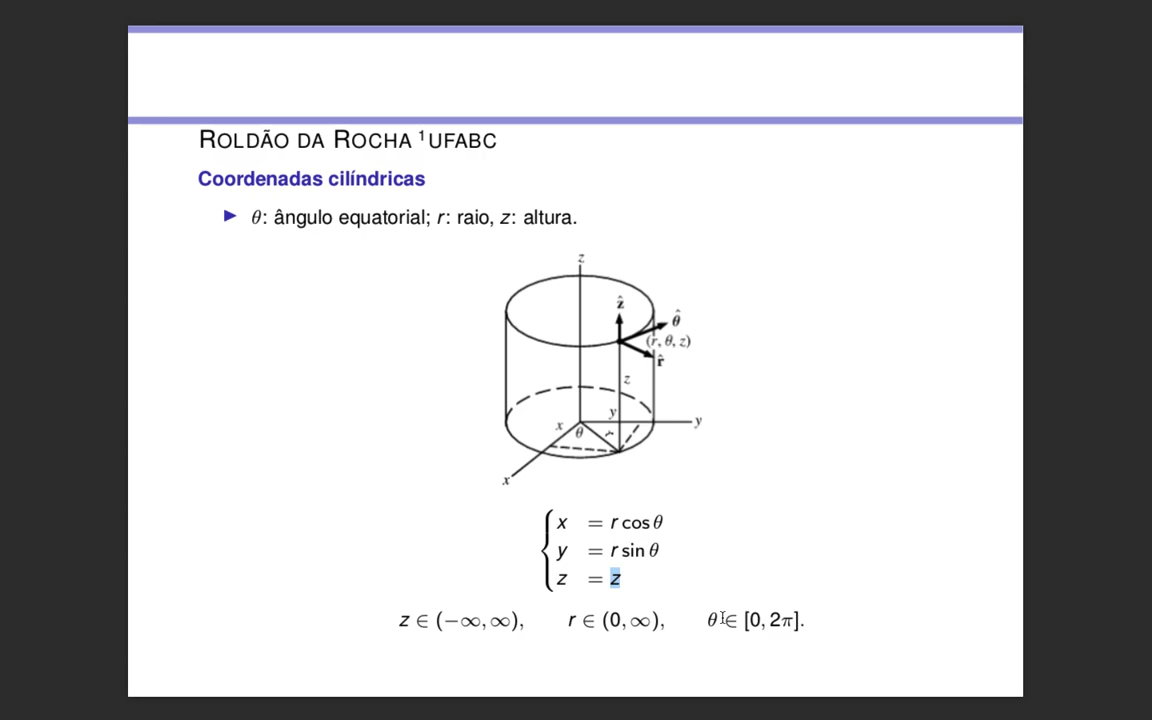 ROLDÃO DA ROCHA ¹UFABC
Coordenadas cilíndricas
▶ θ: ângulo equatorial; r: raio, z: altura.
z
ẑ
θ̂
(r, θ, z)
r̂
z
y
x
θ
r
y
x
x = r cos θ
y = r sin θ
z = z
z ∈ (−∞, ∞), r ∈ (0, ∞), θ ∈ [0, 2π].